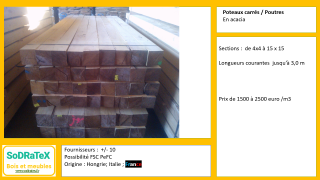 Poteaux carrés / Poutres
En acacia
Sections : de 4x4 à 15 x 15
Longueurs courantes jusqu'à 3,0 m
Prix de 1500 à 2500 euro /m3
SoDRaTeX
Bois et meubles
Fournisseurs : +/- 10
Possibilité FSC PeFC
Origine : Hongrie; Italie ; France